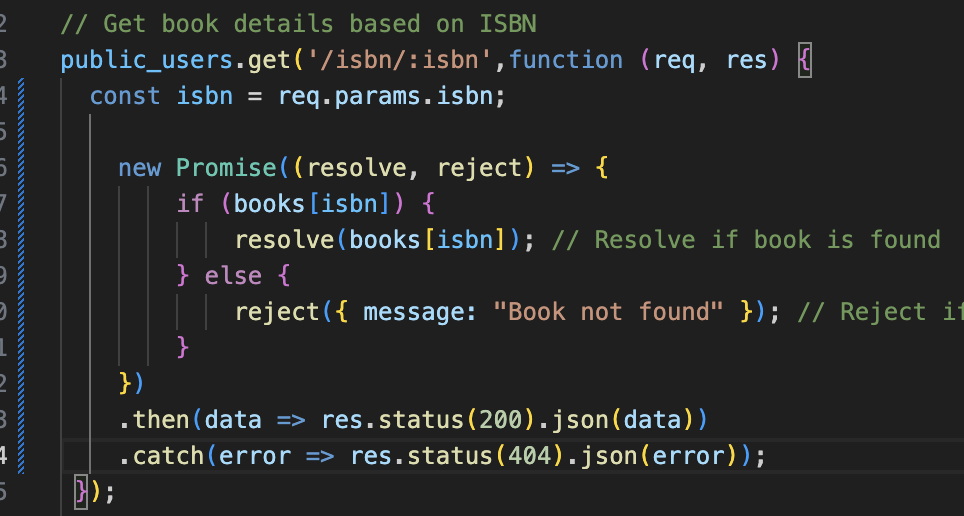 2 // Get book details based on ISBN
3 public_users.get('/isbn/:isbn',function (req, res) {
4 const isbn = req.params.isbn;
5
6 new Promise((resolve, reject) => {
7 if (books[isbn]) {
8 resolve(books[isbn]); // Resolve if book is found
9 } else {
0 reject({ message: "Book not found" }); // Reject if
1 }
2 })
3 .then(data => res.status(200).json(data))
4 .catch(error => res.status(404).json(error));
5 });